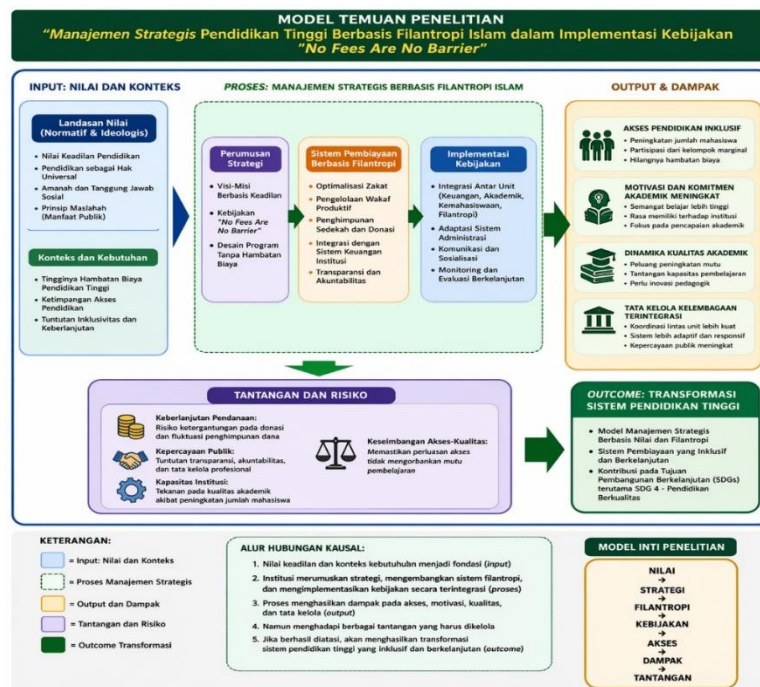 MODEL TEMUAN PENELITIAN
“Manajemen Strategis Pendidikan Tinggi Berbasis Filantropi Islam dalam Implementasi Kebijakan
"No Fees Are No Barrier”
INPUT: NILAI DAN KONTEKS
Landasan Nilai
(Normatif & Ideologis)
• Nilai Keadilan Pendidikan
• Pendidikan sebagai Hak
Universal
• Amanah dan Tanggung Jawab
Sosial
• Prinsip Maslahah
(Manfaat Publik)
Konteks dan Kebutuhan
• Tingginya Hambatan Biaya
Pendidikan Tinggi
• Ketimpangan Akses
Pendidikan
• Tuntutan Inklusivitas dan
Keberlanjutan
PROSES: MANAJEMEN STRATEGIS BERBASIS FILANTROPI ISLAM
Perumusan
Strategi
• Visi-Misi
Berbasis Keadilan
• Kebijakan
"No Fees Are
No Barrier"
• Desain Program
Tanpa Hambatan
Biaya
Sistem Pembiayaan
Berbasis Filantropi
• Optimalisasi Zakat
• Pengelolaan Wakaf
Produktif
• Penghimpunan
Sedekah dan Donasi
• Integrasi dengan
Sistem Keuangan
Institusi
• Transparasi dan
Akuntabilitas
Implementasi
Kebijakan
• Integrasi Antar Unit
(Keuangan, Akademik,
Kemahasiswaan,
Filantropi)
• Adaptasi Sistem
Administrasi
• Komunikasi dan
Sosialisasi
• Monitoring dan
Evaluasi Berkelanjutan
OUTPUT & DAMPAK
AKSES PENDIDIKAN INKLUSIF
• Peningkatan jumlah mahasiswa
• Partisipasi dari kelompok marginal
• Hilangnya hambatan biaya
MOTIVASI DAN KOMITMEN
AKADEMIK MENINGKAT
• Semangat belajar lebih tinggi
• Rasa memiliki terhadap institusi
• Fokus pada pencapaian akademik
DINAMIKA KUALITAS AKADEMIK
• Peluang peningkatan mutu
• Tantangan kapasitas pembelajaran
• Perlu inovasi pedagogik
TATA KELOLA KELEMBAGAAN
TERINTEGRASI
• Koordinasi lintas unit lebih kuat
• Sistem lebih adaptif dan responsif
• Kepercayaan publik meningkat
TANTANGAN DAN RISIKO
Keberlanjutan Pendanaan:
Risiko ketergantungan pada donasi
dan fluktuasi penghimpunan dana
Kepercayaan Publik:
Tuntutan transparansi, akuntabilitas,
dan tata kelola profesional
Kapasitas Institusi:
Tekanan pada kualitas akademik
akibat peningkatan jumlah mahasiswa
Keseimbangan Akses-Kualitas:
Memastikan perluasan akses
tidak mengorbankan mutu
pembelajaran
OUTCOME: TRANSFORMASI
SISTEM PENDIDIKAN TINGGI
• Model Manajemen Strategis
Berbasis Nilai dan Filantropi
• Sistem Pembiayaan yang Inklusif
dan Berkelanjutan
• Kontribusi pada Tujuan
Pembangunan Berkelanjutan (SDGs)
terutama SDG 4 - Pendidikan
Berkualitas
KETERANGAN:
= Input: Nilai dan Konteks
= Proses Manajemen Strategis
= Output dan Dampak
= Tantangan dan Risiko
= Outcome Transformasi
ALUR HUBUNGAN KAUSAL:
1. Nilai keadilan dan konteks menjadi fondasi (input)
2. Institusi merumuskan strategi, mengembangkan sistem filantropi,
dan mengimplementasikan kebijakan secara terintegrasi (proses)
3. Proses menghasilkan dampak pada akses, motivasi, kualitas,
dan tata kelola (output)
4. Namun menghadapi berbagai tantangan yang harus dikelola
5. Jika berhasil diatasi, akan menghasilkan transformasi
sistem pendidikan tinggi yang inklusif dan berkelanjutan (outcome)
MODEL INTI PENELITIAN
NILAI
→
STRATEGI
→
FILANTROPI
→
KEBIJAKAN
→
AKSES
→
DAMPAK
→
TANTANGAN